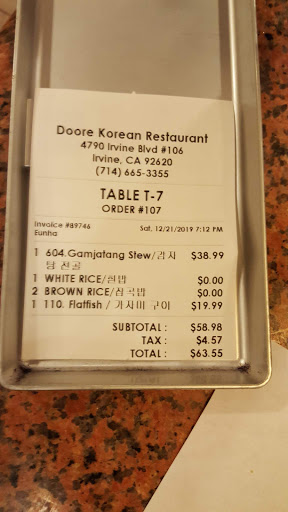 Doore Korean Restaurant
4790 Irvine Blvd #106
Irvine, CA 92620
(714) 665-3355
TABLE T-7
ORDER #107
Invoice #89746
Sat, 12/21/2019 7:12 PM
Eunha
1 604.Gamjatang Stew/감자 $38.99
탕 전골
1 WHITE RICE/쌀밥 $0.00
2 BROWN RICE/잡곡밥 $0.00
1 110. Flatfish / 가자미 구이 $19.99
SUBTOTAL : $58.98
TAX : $4.57
TOTAL : $63.55